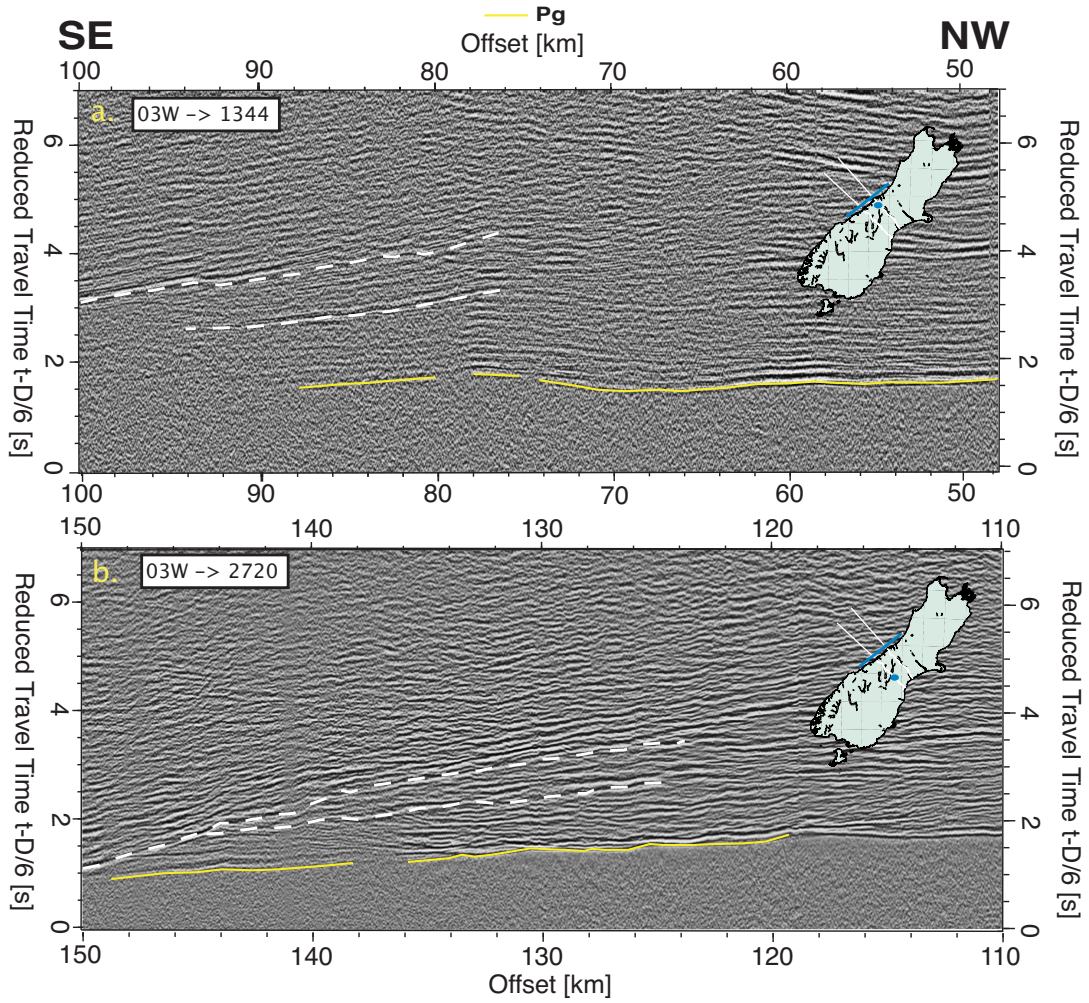 Pg
SE
Offset [km]
NW
100 90 80 70 60 50
a.
03W –> 1344
Reduced Travel Time t-D/6 [s]
6
4
2
0
6
4
2
0
Reduced Travel Time t-D/6 [s]
100 90 80 70 60 50
150 140 130 120 110
b.
03W –> 2720
Reduced Travel Time t-D/6 [s]
6
4
2
0
6
4
2
0
Reduced Travel Time t-D/6 [s]
150 140 130 120 110
Offset [km]